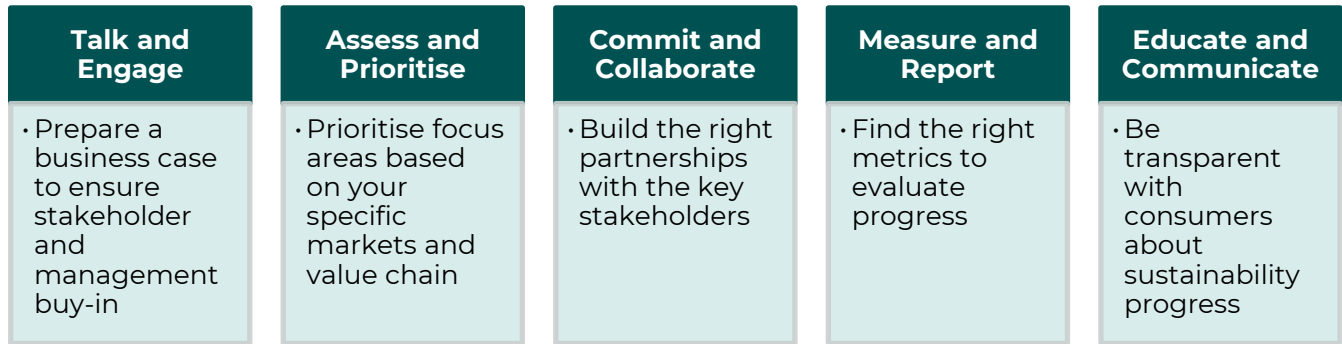 Talk and
Engage
· Prepare a
business case
to ensure
stakeholder
and
management
buy-in
Assess and
Prioritise
· Prioritise focus
areas based
on your
specific
markets and
value chain
Commit and
Collaborate
· Build the right
partnerships
with the key
stakeholders
Measure and
Report
· Find the right
metrics to
evaluate
progress
Educate and
Communicate
· Be
transparent
with
consumers
about
sustainability
progress